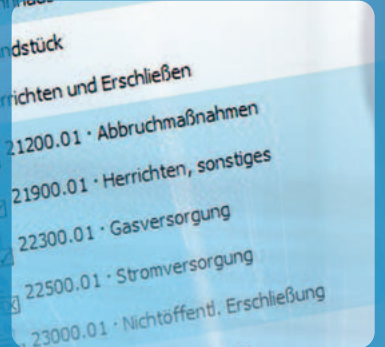 ndstück
richten und Erschließen
21200.01 · Abbruchmaßnahmen
21900.01 · Herrichten, sonstiges
22300.01 · Gasversorgung
22500.01 · Stromversorgung
23000.01 · Nichtöffentl. Erschließung